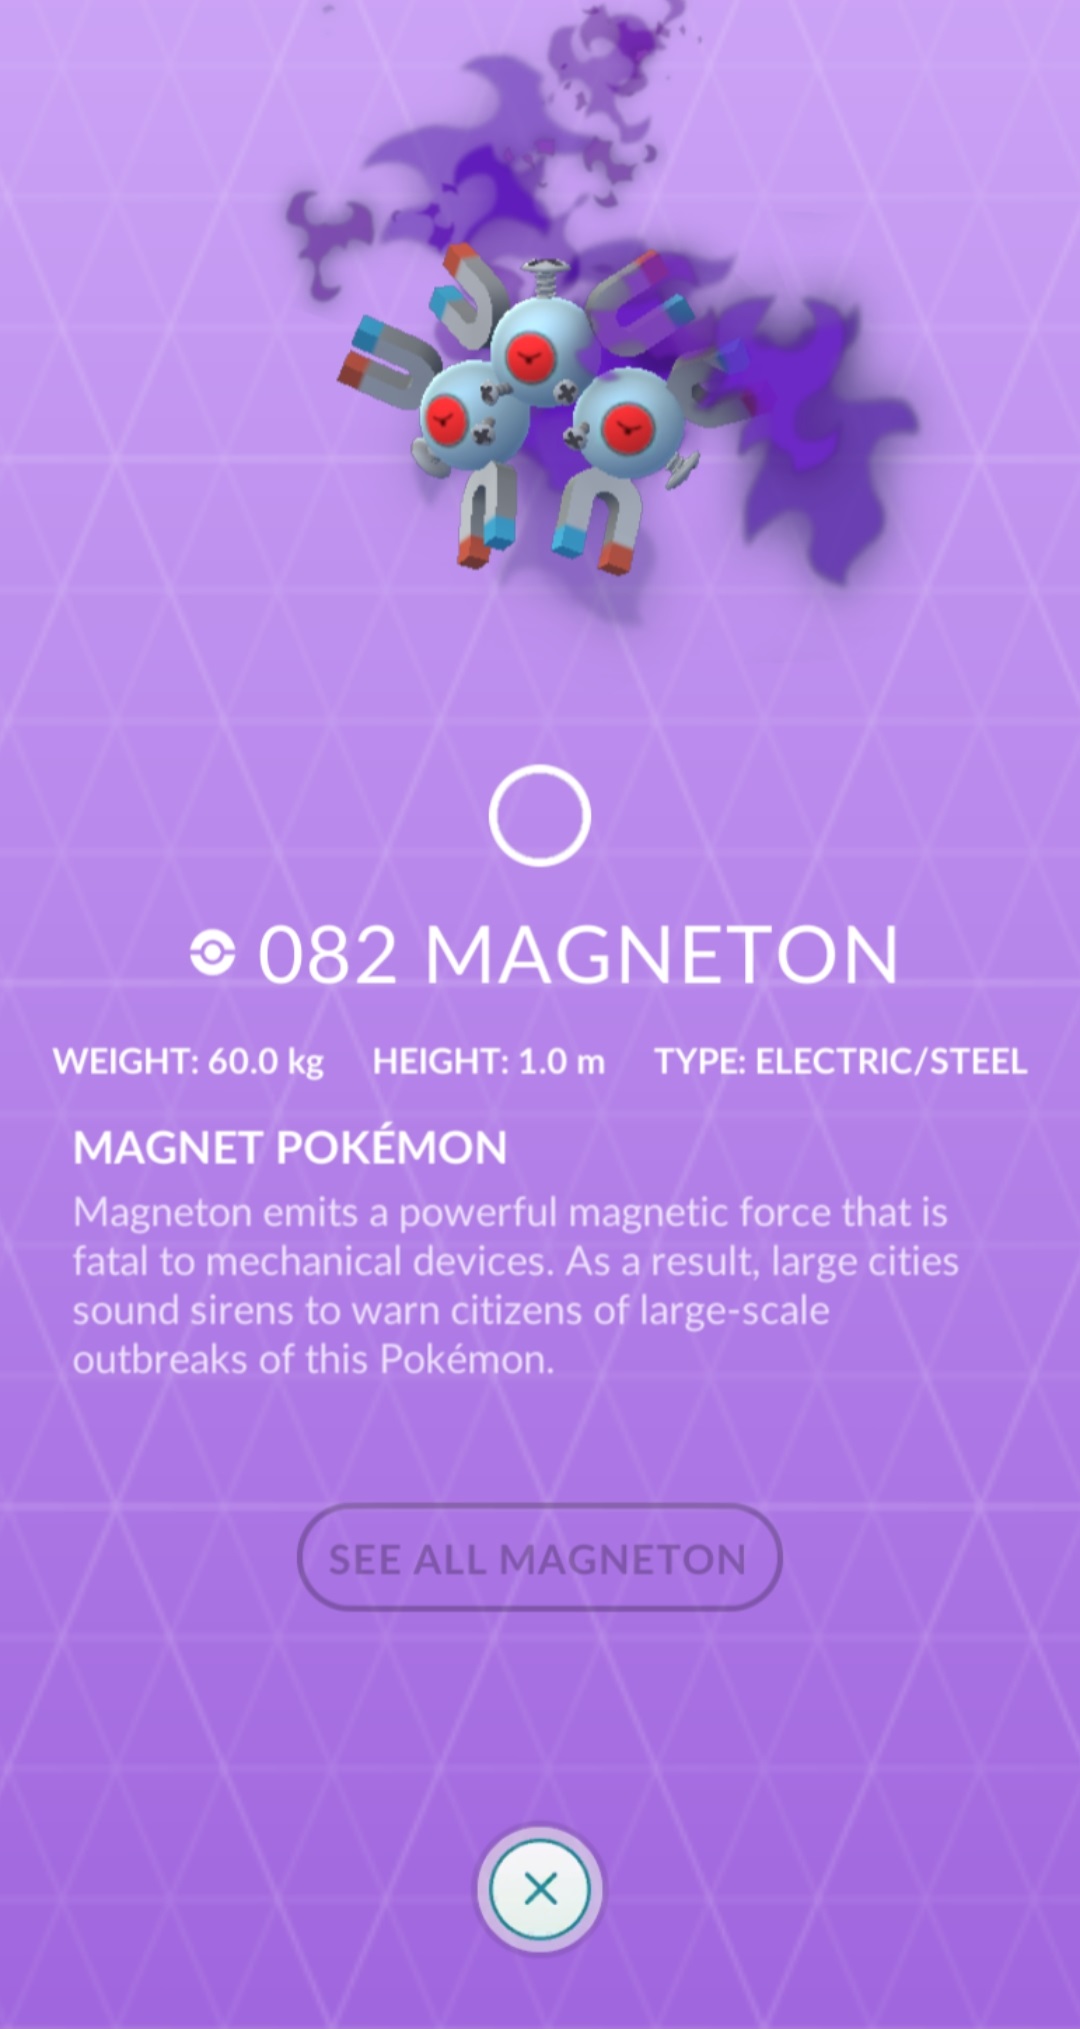 082 MAGNETON
WEIGHT: 60.0 kg HEIGHT: 1.0 m TYPE: ELECTRIC/STEEL
MAGNET POKÉMON
Magneton emits a powerful magnetic force that is
fatal to mechanical devices. As a result, large cities
sound sirens to warn citizens of large-scale
outbreaks of this Pokémon.
SEE ALL MAGNETON